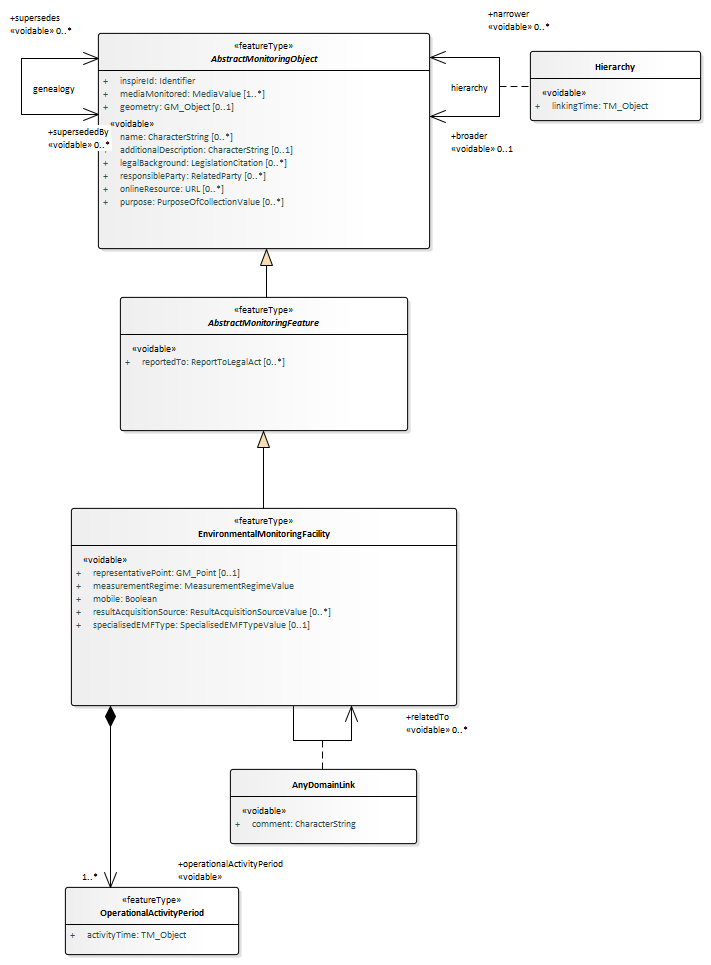 +supersedes
«voidable» 0..*
genealogy
+supersededBy
«voidable» 0..*
«featureType»
AbstractMonitoringObject
+ inspireId: Identifier
+ mediaMonitored: MediaValue [1..*]
+ geometry: GM_Object [0..1]
«voidable»
+ name: CharacterString [0..*]
+ additionalDescription: CharacterString [0..1]
+ legalBackground: LegislationCitation [0..*]
+ responsibleParty: RelatedParty [0..*]
+ onlineResource: URL [0..*]
+ purpose: PurposeOfCollectionValue [0..*]
+narrower
«voidable» 0..*
hierarchy
+broader
«voidable» 0..1
Hierarchy
«voidable»
+ linkingTime: TM_Object
«featureType»
AbstractMonitoringFeature
«voidable»
+ reportedTo: ReportToLegalAct [0..*]
«featureType»
EnvironmentalMonitoringFacility
«voidable»
+ representativePoint: GM_Point [0..1]
+ measurementRegime: MeasurementRegimeValue
+ mobile: Boolean
+ resultAcquisitionSource: ResultAcquisitionSourceValue [0..*]
+ specialisedEMFType: SpecialisedEMFTypeValue [0..1]
+relatedTo
«voidable» 0..*
AnyDomainLink
«voidable»
+ comment: CharacterString
+operationalActivityPeriod
1..* «voidable»
«featureType»
OperationalActivityPeriod
+ activityTime: TM_Object